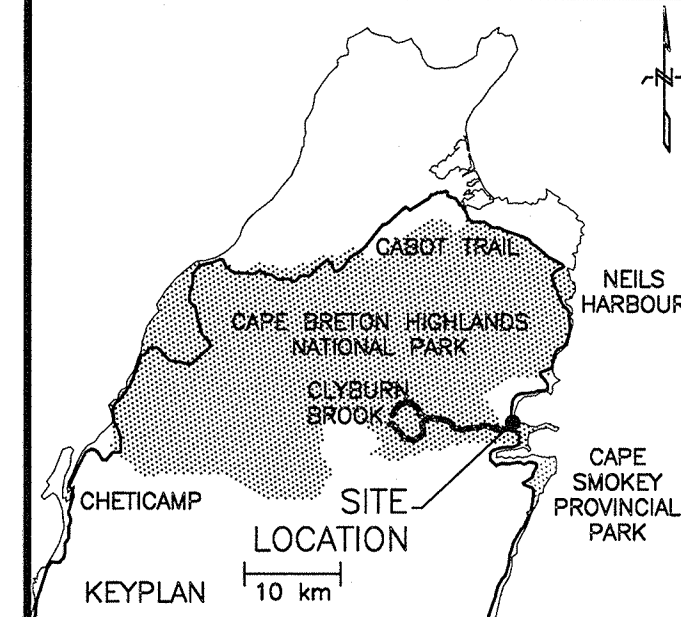 N
CABOT TRAIL
NEILS
HARBOUR
CAPE BRETON HIGHLANDS
NATIONAL PARK
CLYBURN
BROOK
CAPE
SMOKEY
PROVINCIAL
PARK
CHETICAMP
SITE
LOCATION
KEYPLAN
10 km